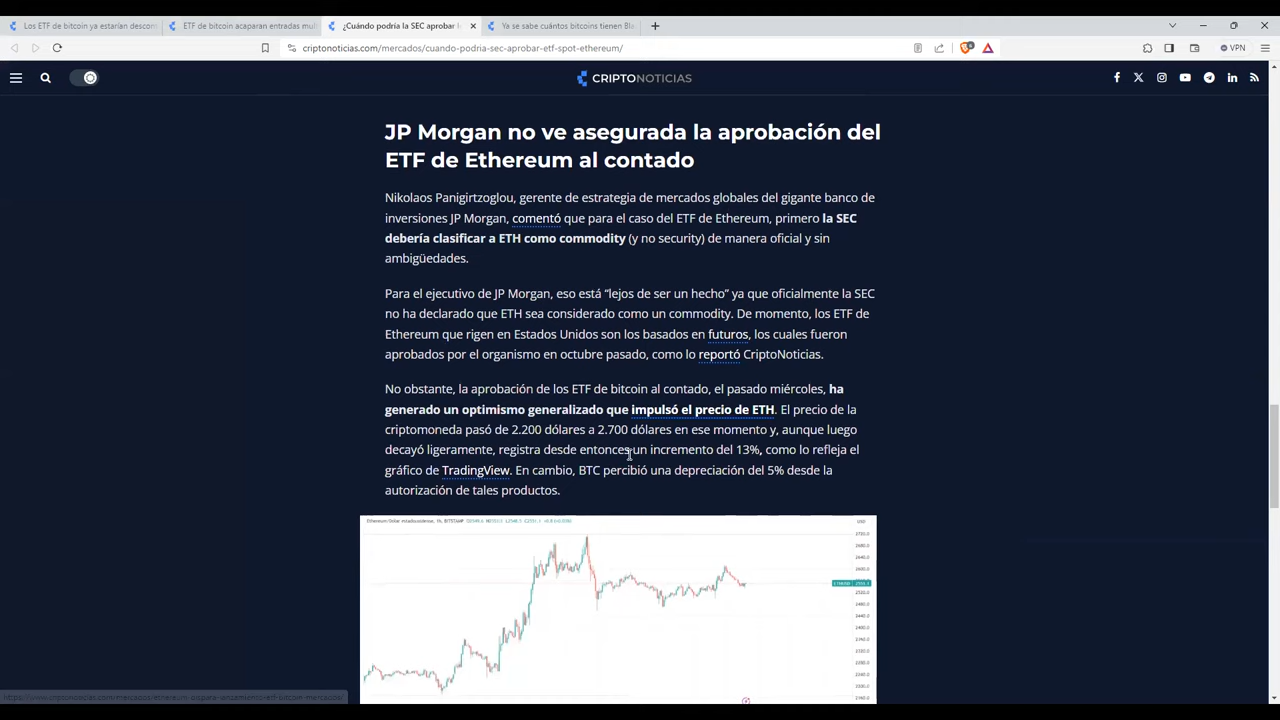 Los ETF de bitcoin ya estarían descon
ETF de bitcoin acaparan entradas mul
¿Cuándo podría la SEC aprobar l
Ya se sabe cuántos bitcoins tienen Bla
criptonoticias.com/mercados/cuando-podria-sec-aprobar-etf-spot-ethereum/
VPN
CRIPTONOTICIAS
JP Morgan no ve asegurada la aprobación del
ETF de Ethereum al contado
Nikolaos Panigirtzoglou, gerente de estrategia de mercados globales del gigante banco de
inversiones JP Morgan, comentó que para el caso del ETF de Ethereum, primero la SEC
debería clasificar a ETH como commodity (y no security) de manera oficial y sin
ambigüedades.
Para el ejecutivo de JP Morgan, eso está “lejos de ser un hecho” ya que oficialmente la SEC
no ha declarado que ETH sea considerado como un commodity. De momento, los ETF de
Ethereum que rigen en Estados Unidos son los basados en futuros, los cuales fueron
aprobados por el organismo en octubre pasado, como lo reportó CriptoNoticias.
No obstante, la aprobación de los ETF de bitcoin al contado, el pasado miércoles, ha
generado un optimismo generalizado que impulsó el precio de ETH. El precio de la
criptomoneda pasó de 2.200 dólares a 2.700 dólares en ese momento y, aunque luego
decayó ligeramente, registra desde entonces un incremento del 13%, como lo refleja el
gráfico de TradingView. En cambio, BTC percibió una depreciación del 5% desde la
autorización de tales productos.
USD